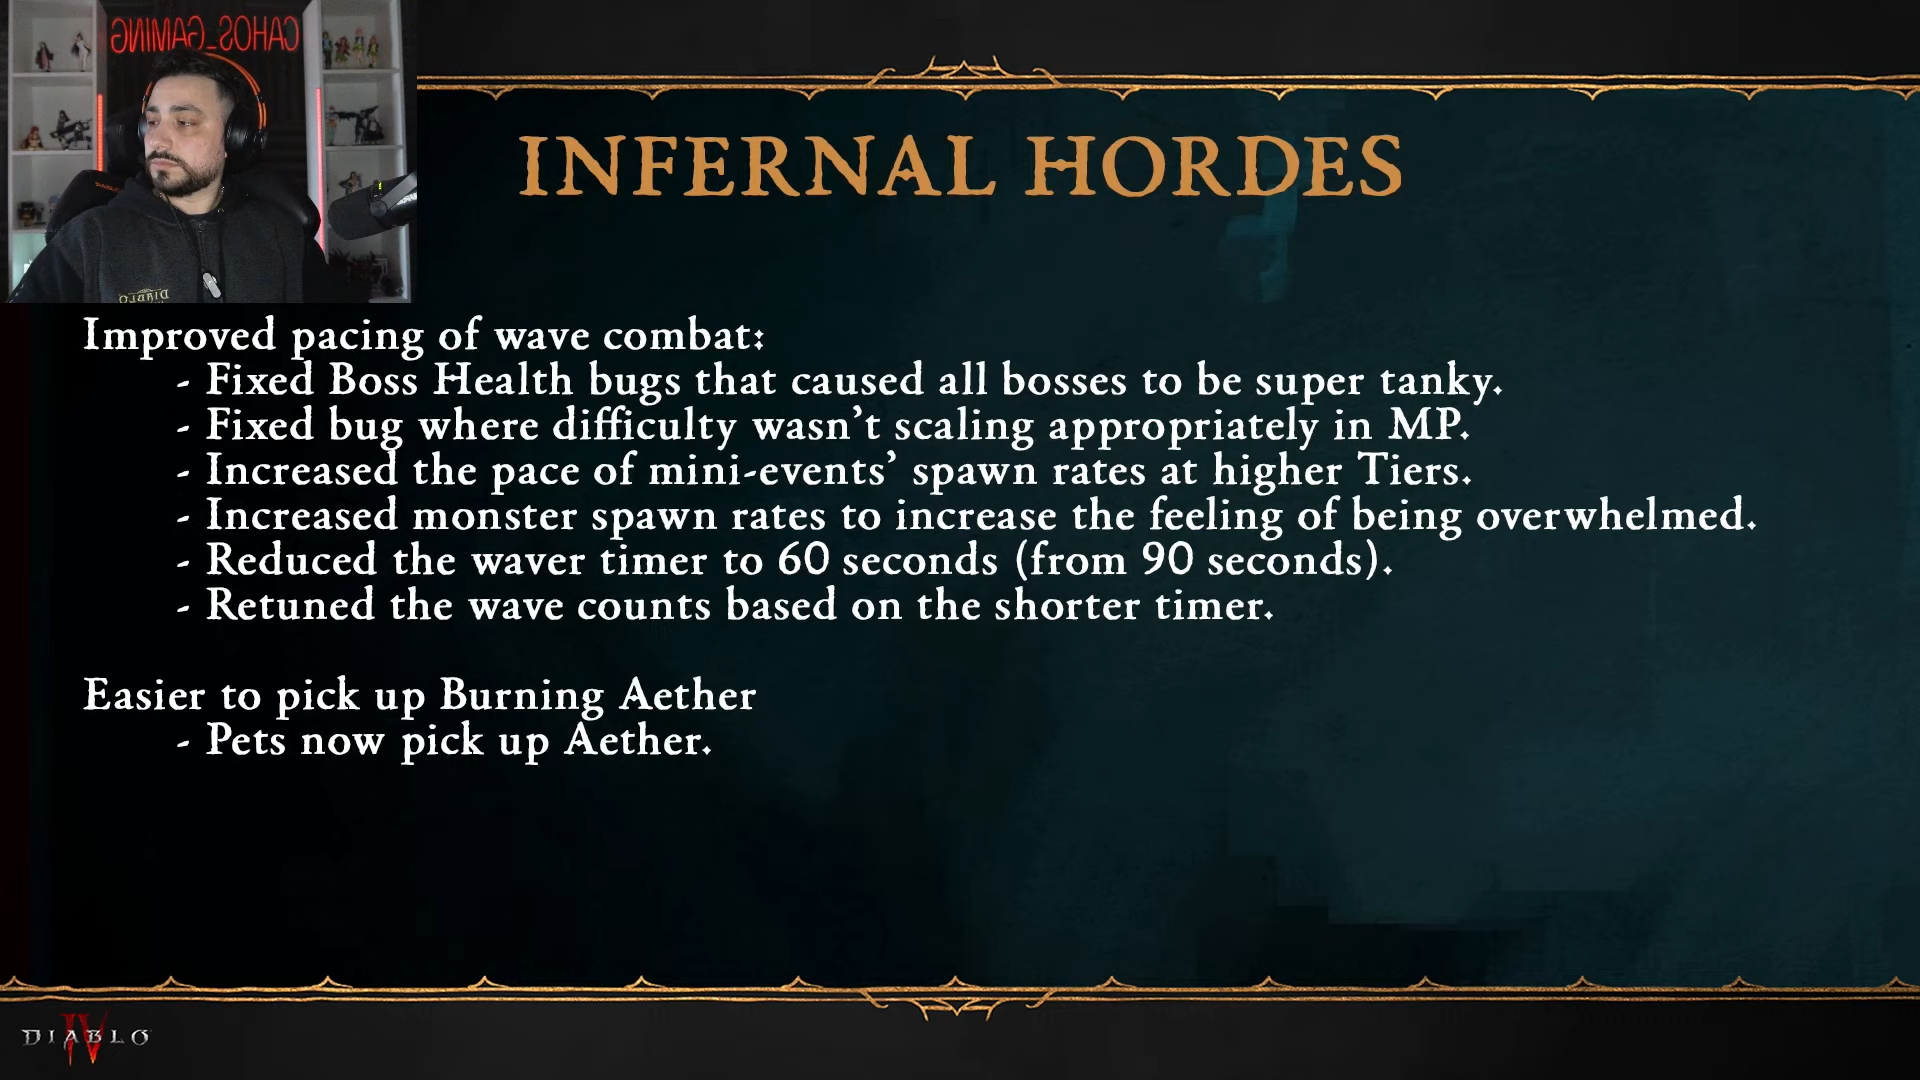 CAHOS_GAMING
DIABLO
INFERNAL HORDES
Improved pacing of wave combat:
- Fixed Boss Health bugs that caused all bosses to be super tanky.
- Fixed bug where difficulty wasn’t scaling appropriately in MP.
- Increased the pace of mini-events’ spawn rates at higher Tiers.
- Increased monster spawn rates to increase the feeling of being overwhelmed.
- Reduced the waver timer to 60 seconds (from 90 seconds).
- Retuned the wave counts based on the shorter timer.
Easier to pick up Burning Aether
- Pets now pick up Aether.
DIABLO IV